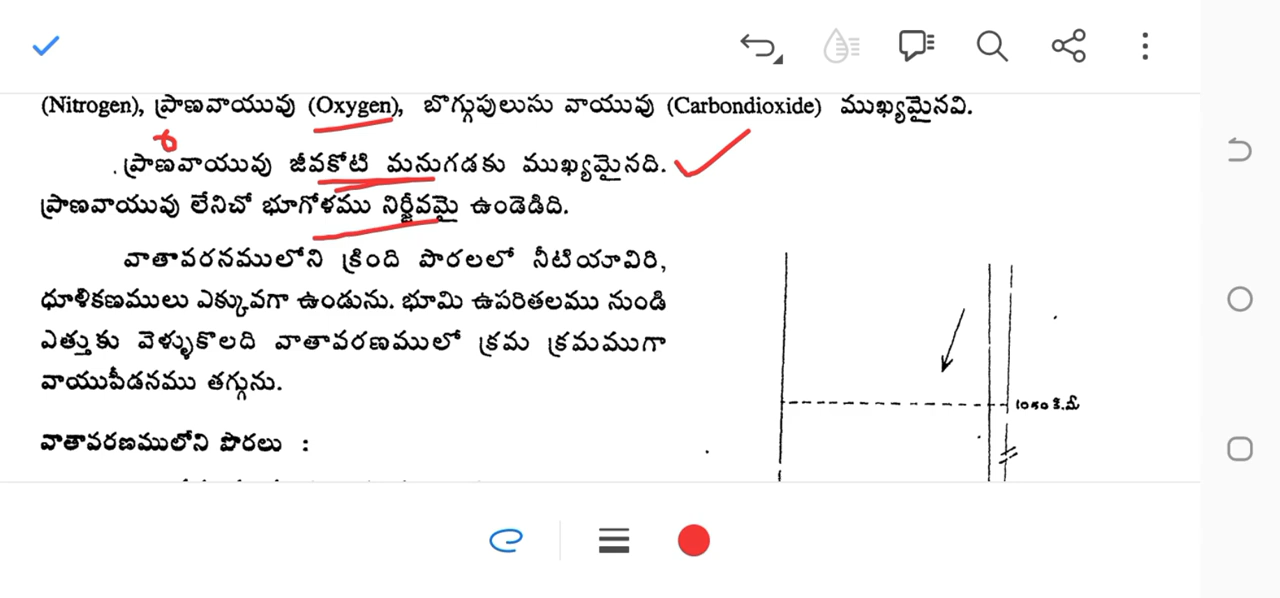 (Nitrogen), ప్రాణవాయువు (Oxygen), బొగ్గుపులుసు వాయువు (Carbondioxide) ముఖ్యమైనవి.
ప్రాణవాయువు జీవకోటి మనుగడకు ముఖ్యమైనది.
ప్రాణవాయువు లేనిచో భూగోళము నిర్జీవమై ఉండెడిది.
వాతావరనములోని క్రింది పొరలలో నీటియావిరి,
ధూళికణములు ఎక్కువగా ఉండును. భూమి ఉపరితలము నుండి
ఎత్తుకు వెళ్ళుకొలది వాతావరణములో క్రమ క్రమముగా
వాయుపీడనము తగ్గును.
వాతావరణములోని పొరలు :
1050 కి.మీ